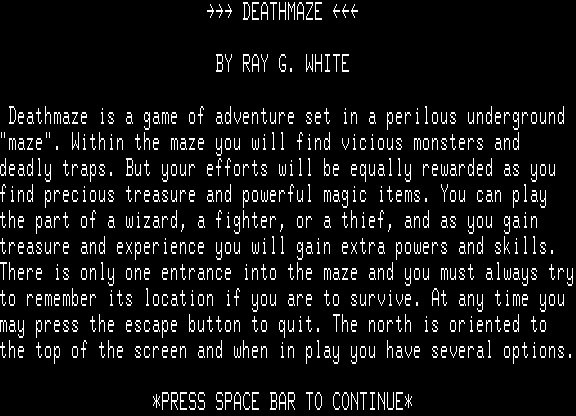 →→→ DEATHMAZE ←←←
BY RAY G. WHITE
Deathmaze is a game of adventure set in a perilous underground
"maze". Within the maze you will find vicious monsters and
deadly traps. But your efforts will be equally rewarded as you
find precious treasure and powerful magic items. You can play
the part of a wizard, a fighter, or a thief, and as you gain
treasure and experience you will gain extra powers and skills.
There is only one entrance into the maze and you must always try
to remember its location if you are to survive. At any time you
may press the escape button to quit. The north is oriented to
the top of the screen and when in play you have several options.
*PRESS SPACE BAR TO CONTINUE*